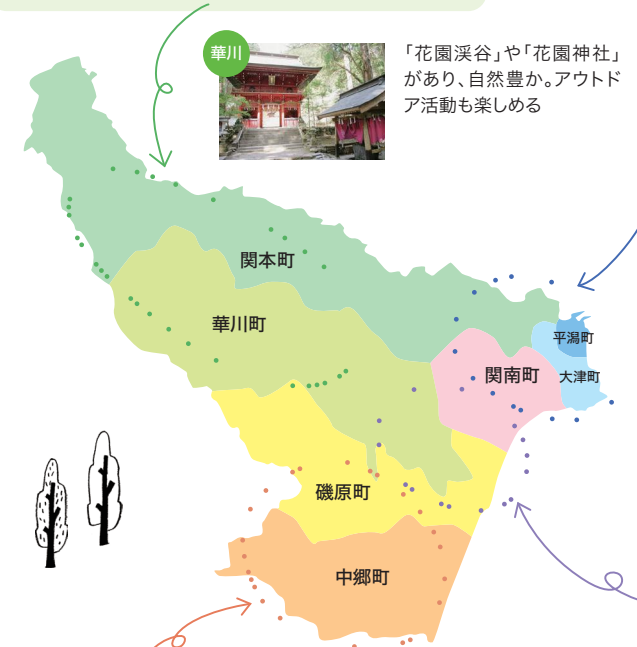 華川
「花園渓谷」や「花園神社」
があり、自然豊か。アウトド
ア活動も楽しめる
関本町
華川町
平潟町
関南町
大津町
磯原町
中郷町